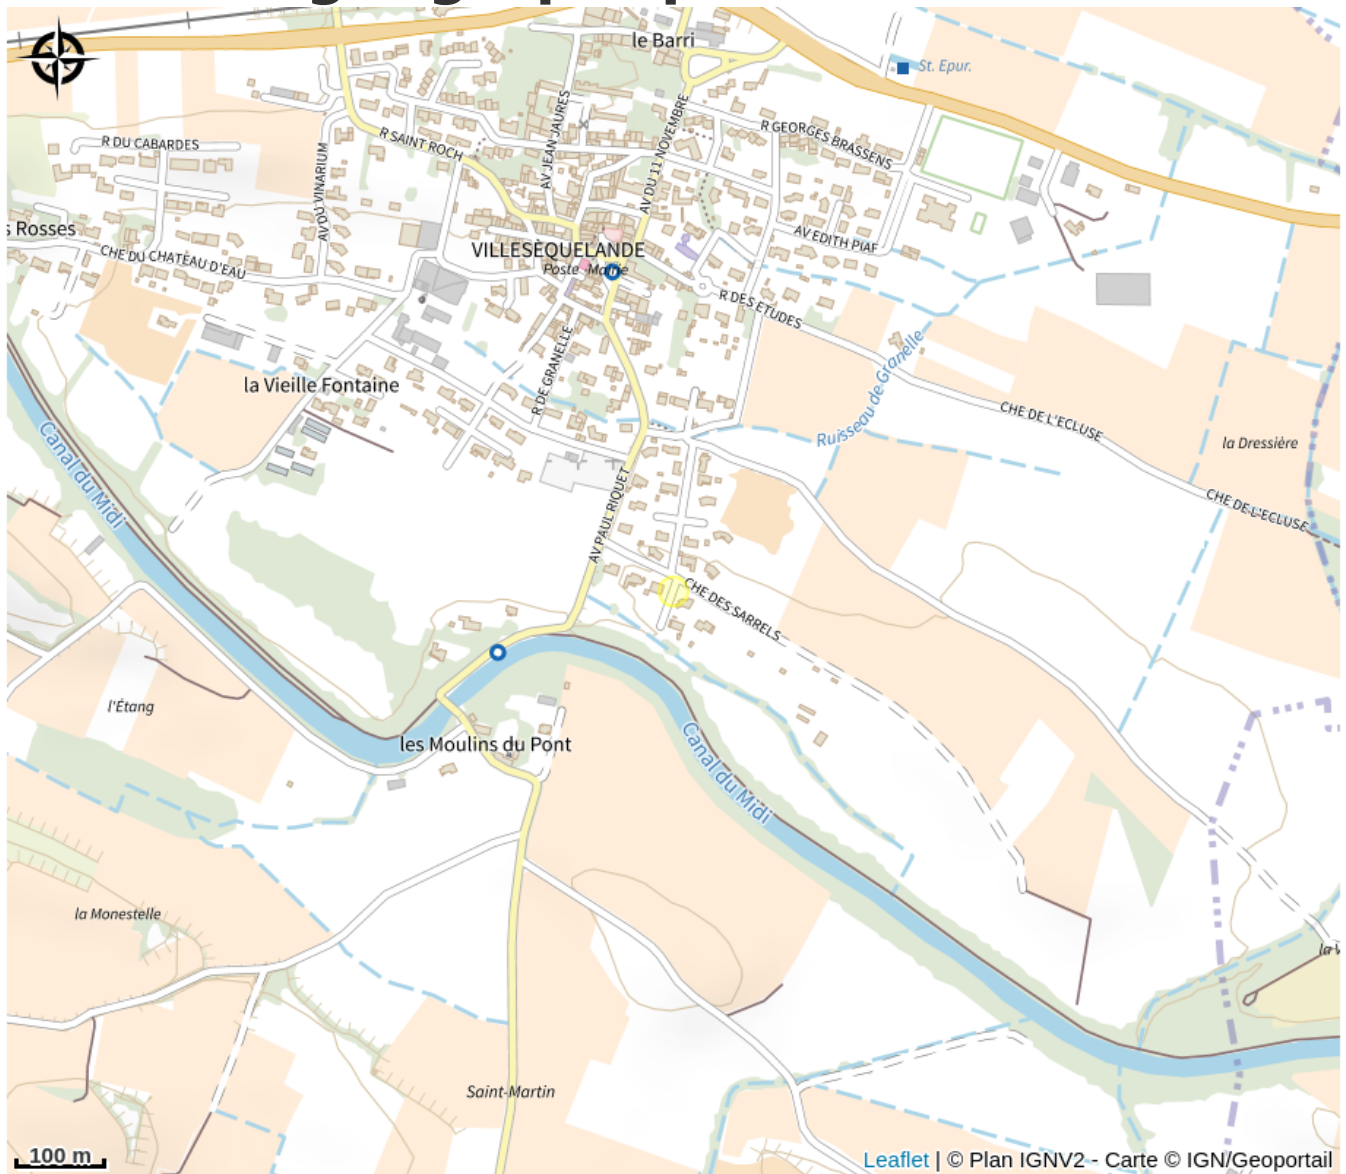 le Barri
St. Epur.
R DU CABARDES
R SAINT ROCH
AV JEAN JAURES
AV DU 11 NOVEMBRE
R GEORGES BRASSENS
AV DU VINARIUM
s Rosses
CHE DU CHATEAU D'EAU
VILLESÈQUELANDE
Poste Mairie
AV EDITH PIAF
R DES ETUDES
la Vieille Fontaine
R DE GRANELLE
Ruisseau de Granelle
CHE DE L'ECLUSE
la Dressière
CHE DE L'ECLUSE
Canal du Midi
AV PAUL RIQUET
CHE DES SARRELS
l'Étang
les Moulins du Pont
Canal du Midi
la Monestelle
la V
Saint-Martin
100 m
Leaflet | © Plan IGNV2 - Carte © IGN/Geoportail